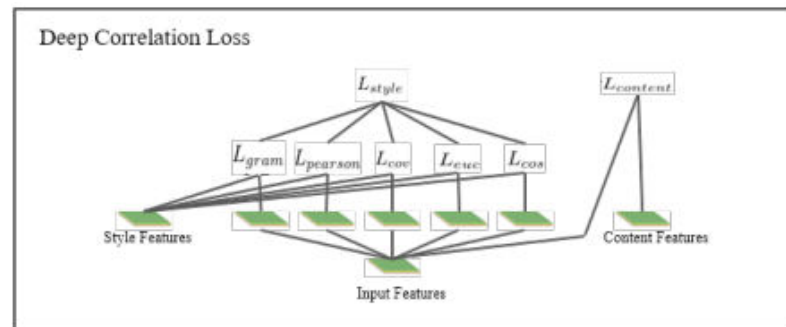 Deep Correlation Loss
L_style
L_content
L_gram L_pearson L_cov L_euc L_cos
Style Features
Content Features
Input Features